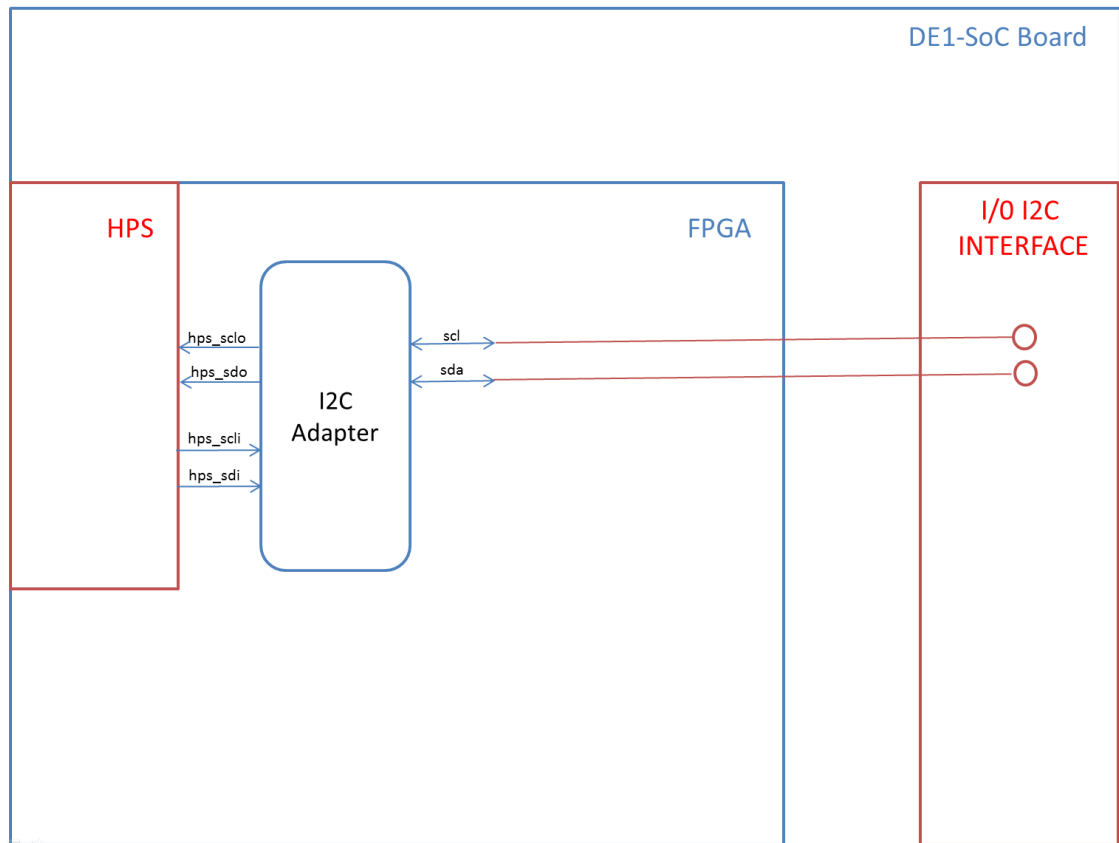 DE1-SoC Board
HPS
FPGA
I/0 I2C
INTERFACE
hps_sclo
hps_sdo
hps_scli
hps_sdi
I2C
Adapter
scl
sda